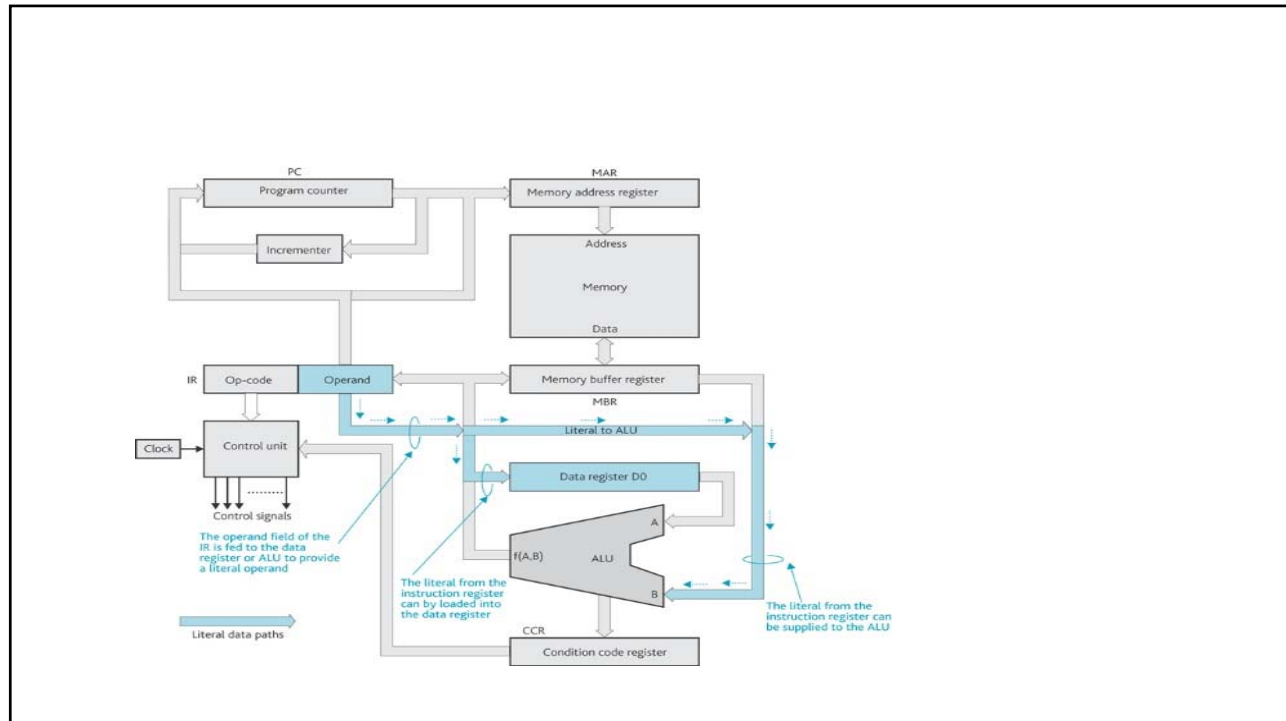 PC
Program counter
MAR
Memory address register
Incrementer
Address
Memory
Data
IR
Op-code
Operand
Memory buffer register
MBR
Literal to ALU
Clock
Control unit
Data register D0
Control signals
A
f(A,B)
ALU
B
The operand field of the
IR is fed to the data
register or ALU to provide
a literal operand
The literal from the
instruction register
can by loaded into
the data register
The literal from the
instruction register can
be supplied to the ALU
Literal data paths
CCR
Condition code register